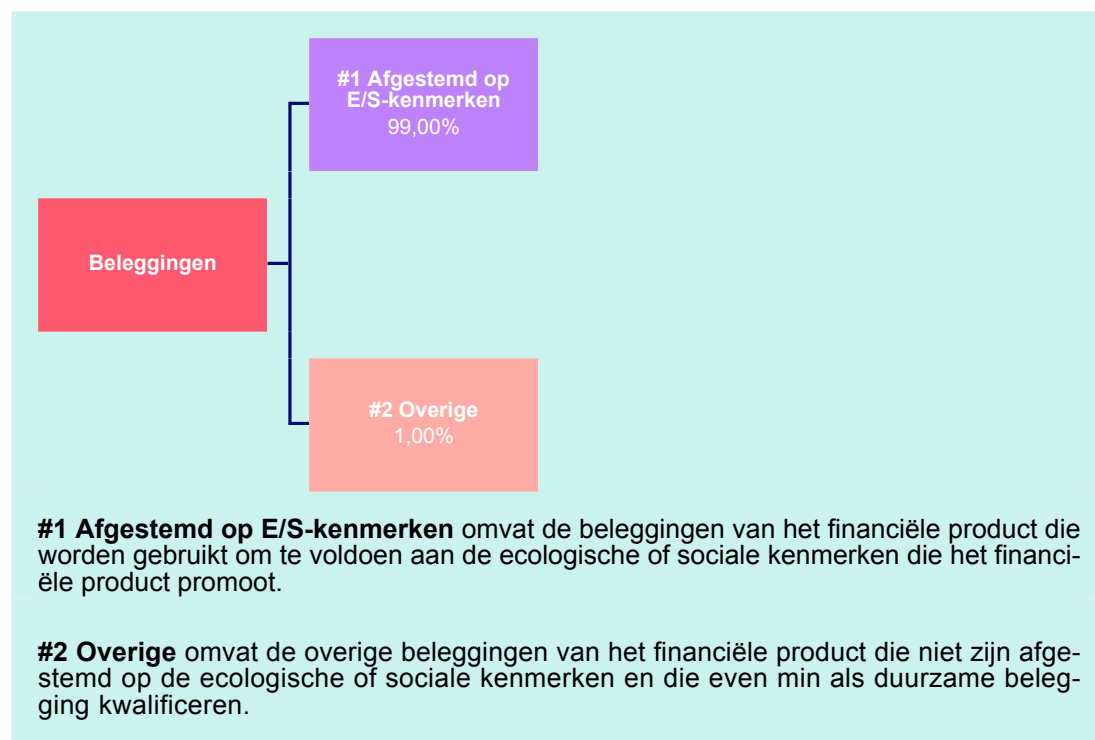 #1 Afgestemd op
E/S-kenmerken
99,00%
Beleggingen
#2 Overige
1,00%
#1 Afgestemd op E/S-kenmerken omvat de beleggingen van het financiële product die
worden gebruikt om te voldoen aan de ecologische of sociale kenmerken die het financi-
ële product promoot.
#2 Overige omvat de overige beleggingen van het financiële product die niet zijn afge-
stemd op de ecologische of sociale kenmerken en die even min als duurzame beleg-
ging kwalificeren.